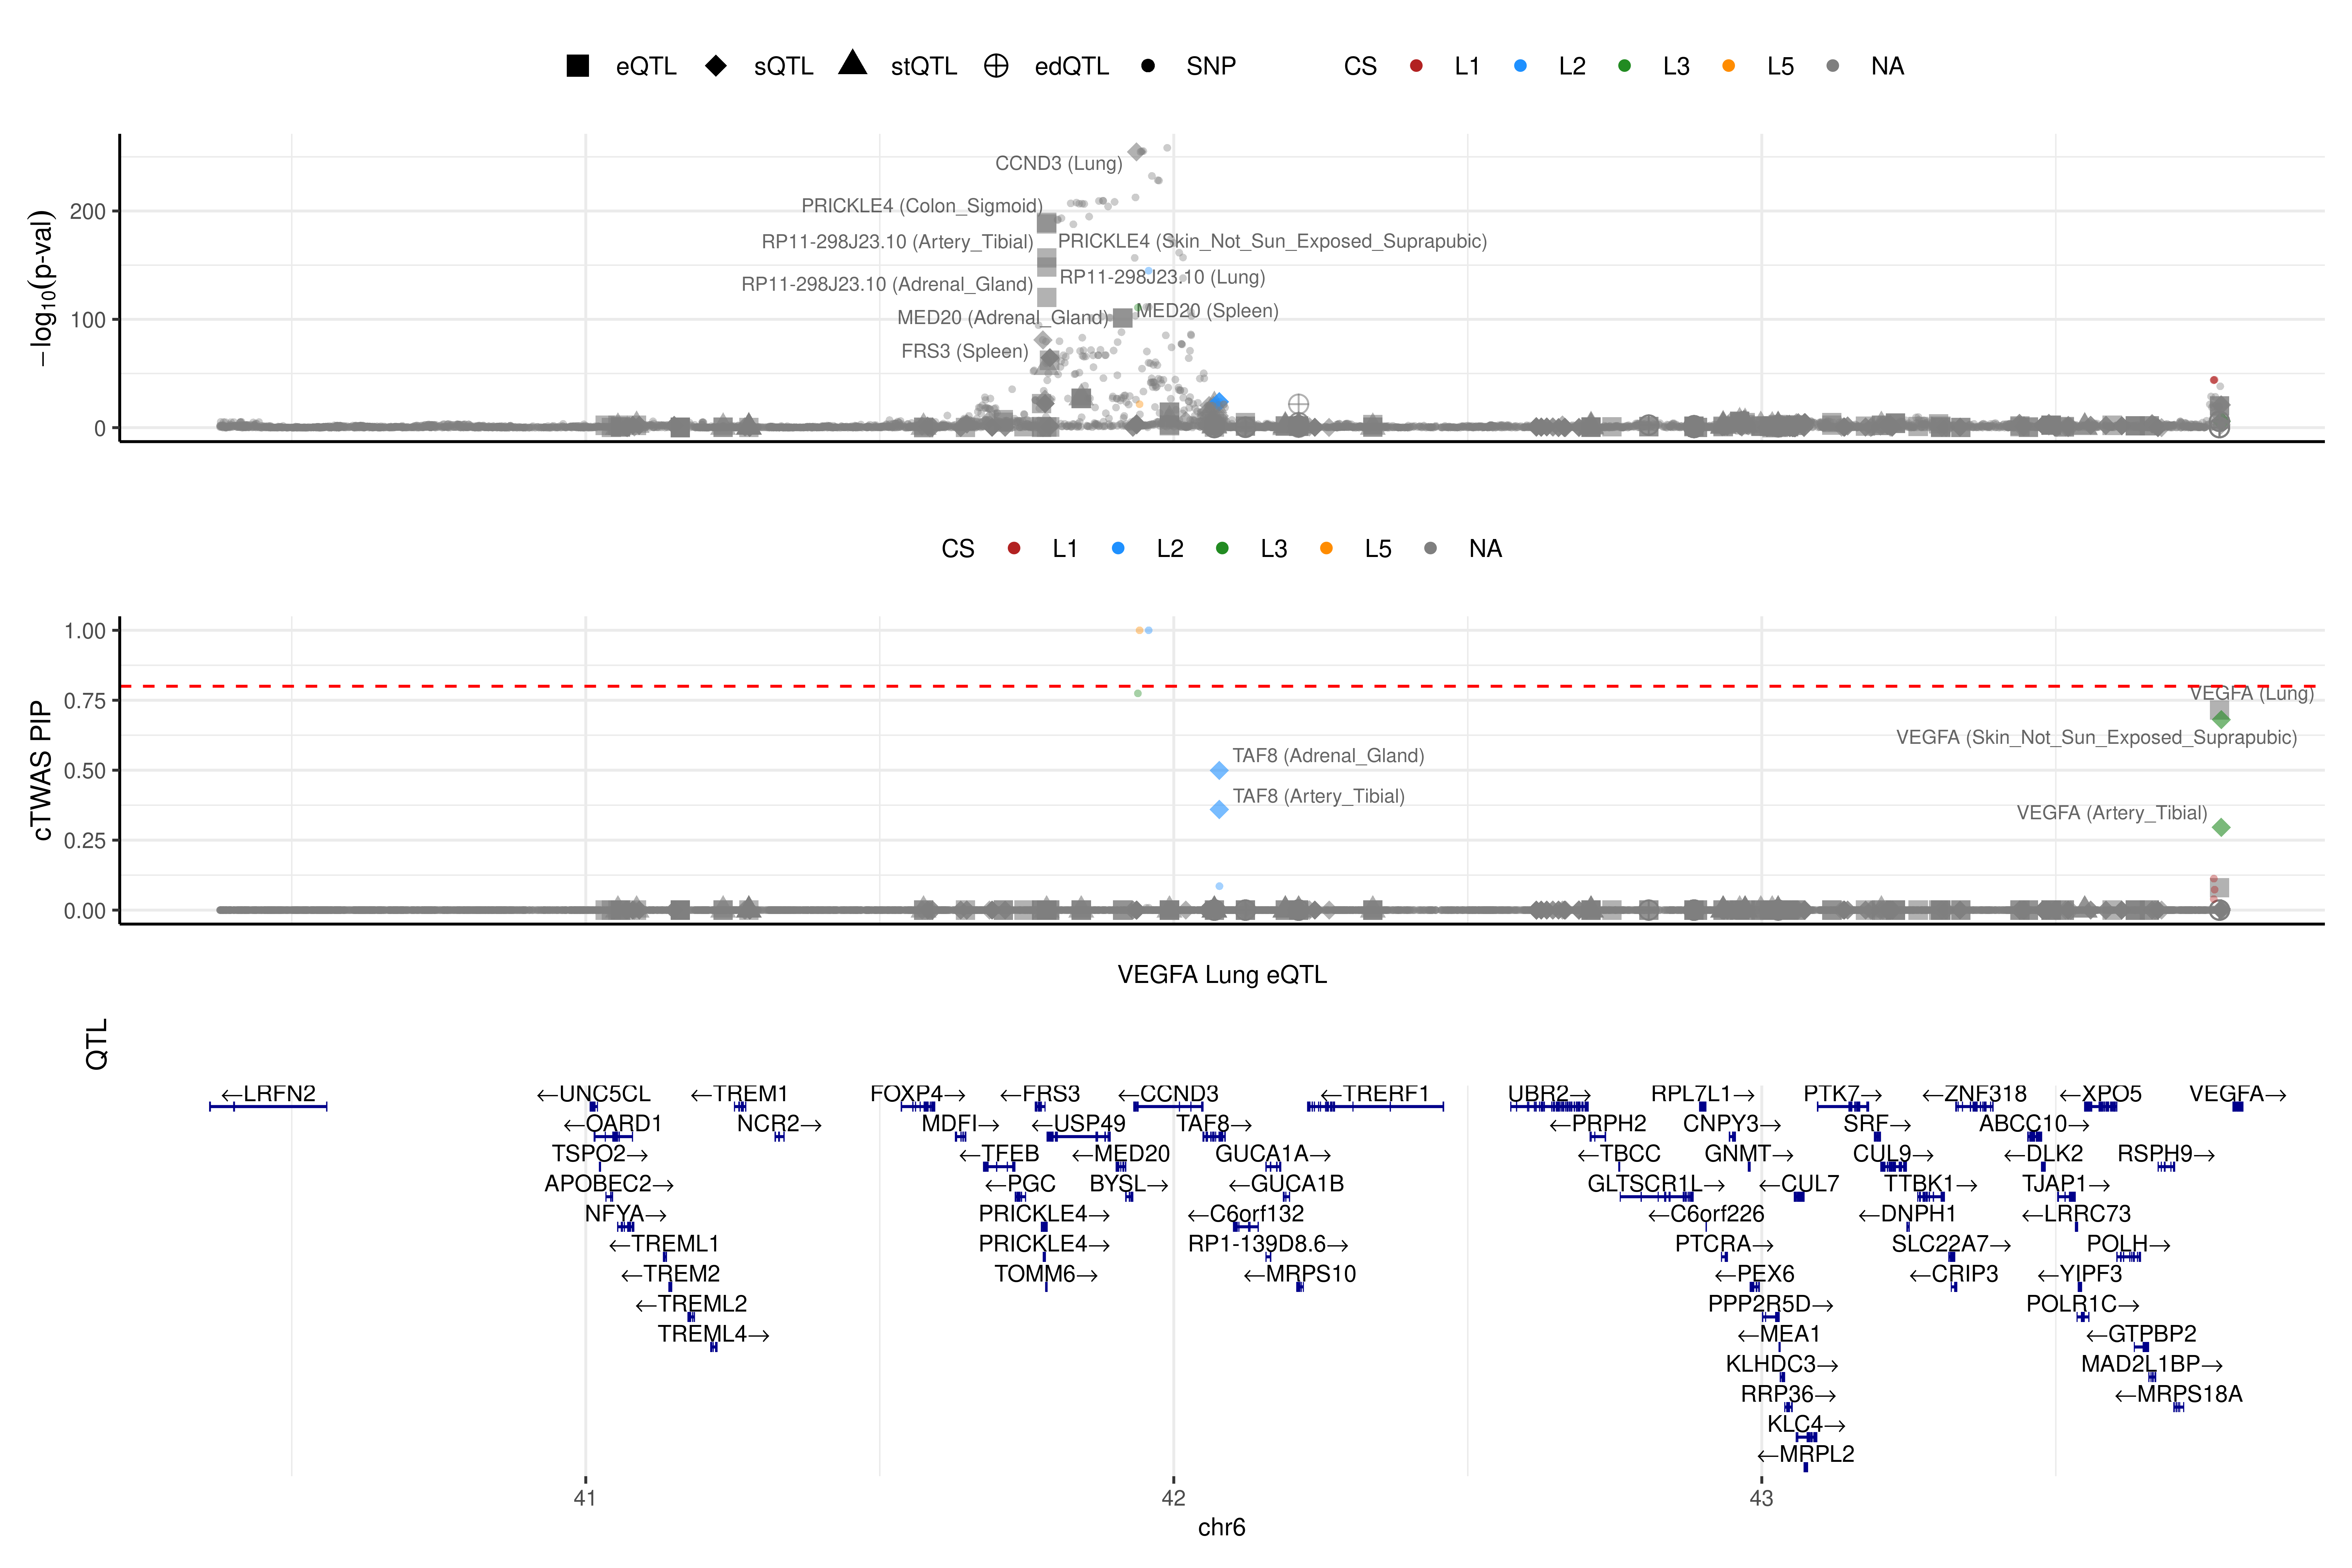 eQTL sQTL stQTL edQTL SNP CS L1 L2 L3 L5 NA
−log10(p-val)
200
100
0
CCND3 (Lung)
PRICKLE4 (Colon_Sigmoid)
RP11-298J23.10 (Artery_Tibial) PRICKLE4 (Skin_Not_Sun_Exposed_Suprapubic)
RP11-298J23.10 (Lung)
RP11-298J23.10 (Adrenal_Gland)
MED20 (Adrenal_Gland) MED20 (Spleen)
FRS3 (Spleen)
CS L1 L2 L3 L5 NA
cTWAS PIP
1.00
0.75
0.50
0.25
0.00
VEGFA (Lung)
VEGFA (Skin_Not_Sun_Exposed_Suprapubic)
TAF8 (Adrenal_Gland)
TAF8 (Artery_Tibial)
VEGFA (Artery_Tibial)
VEGFA Lung eQTL
QTL
←LRFN2 ←UNC5CL ←TREM1 FOXP4→ ←FRS3 ←CCND3 ←TRERF1 UBR2→ RPL7L1→ PTK7→ ←ZNF318 ←XPO5 VEGFA→
←OARD1 NCR2→ MDFI→ ←USP49 TAF8→ ←PRPH2 CNPY3→ SRF→ ABCC10→
TSPO2→ ←TFEB ←MED20 GUCA1A→ ←TBCC GNMT→ CUL9→ ←DLK2 RSPH9→
APOBEC2→ ←PGC BYSL→ ←GUCA1B GLTSCR1L→ ←CUL7 TTBK1→ TJAP1→
NFYA→ PRICKLE4→ ←C6orf132 ←C6orf226 ←DNPH1 ←LRRC73
←TREML1 PRICKLE4→ RP1-139D8.6→ PTCRA→ SLC22A7→ POLH→
←TREM2 TOMM6→ ←MRPS10 ←PEX6 ←CRIP3 ←YIPF3
←TREML2 PPP2R5D→ POLR1C→
TREML4→ ←MEA1 ←GTPBP2
KLHDC3→ MAD2L1BP→
RRP36→ ←MRPS18A
KLC4→
←MRPL2
41 42 43
chr6